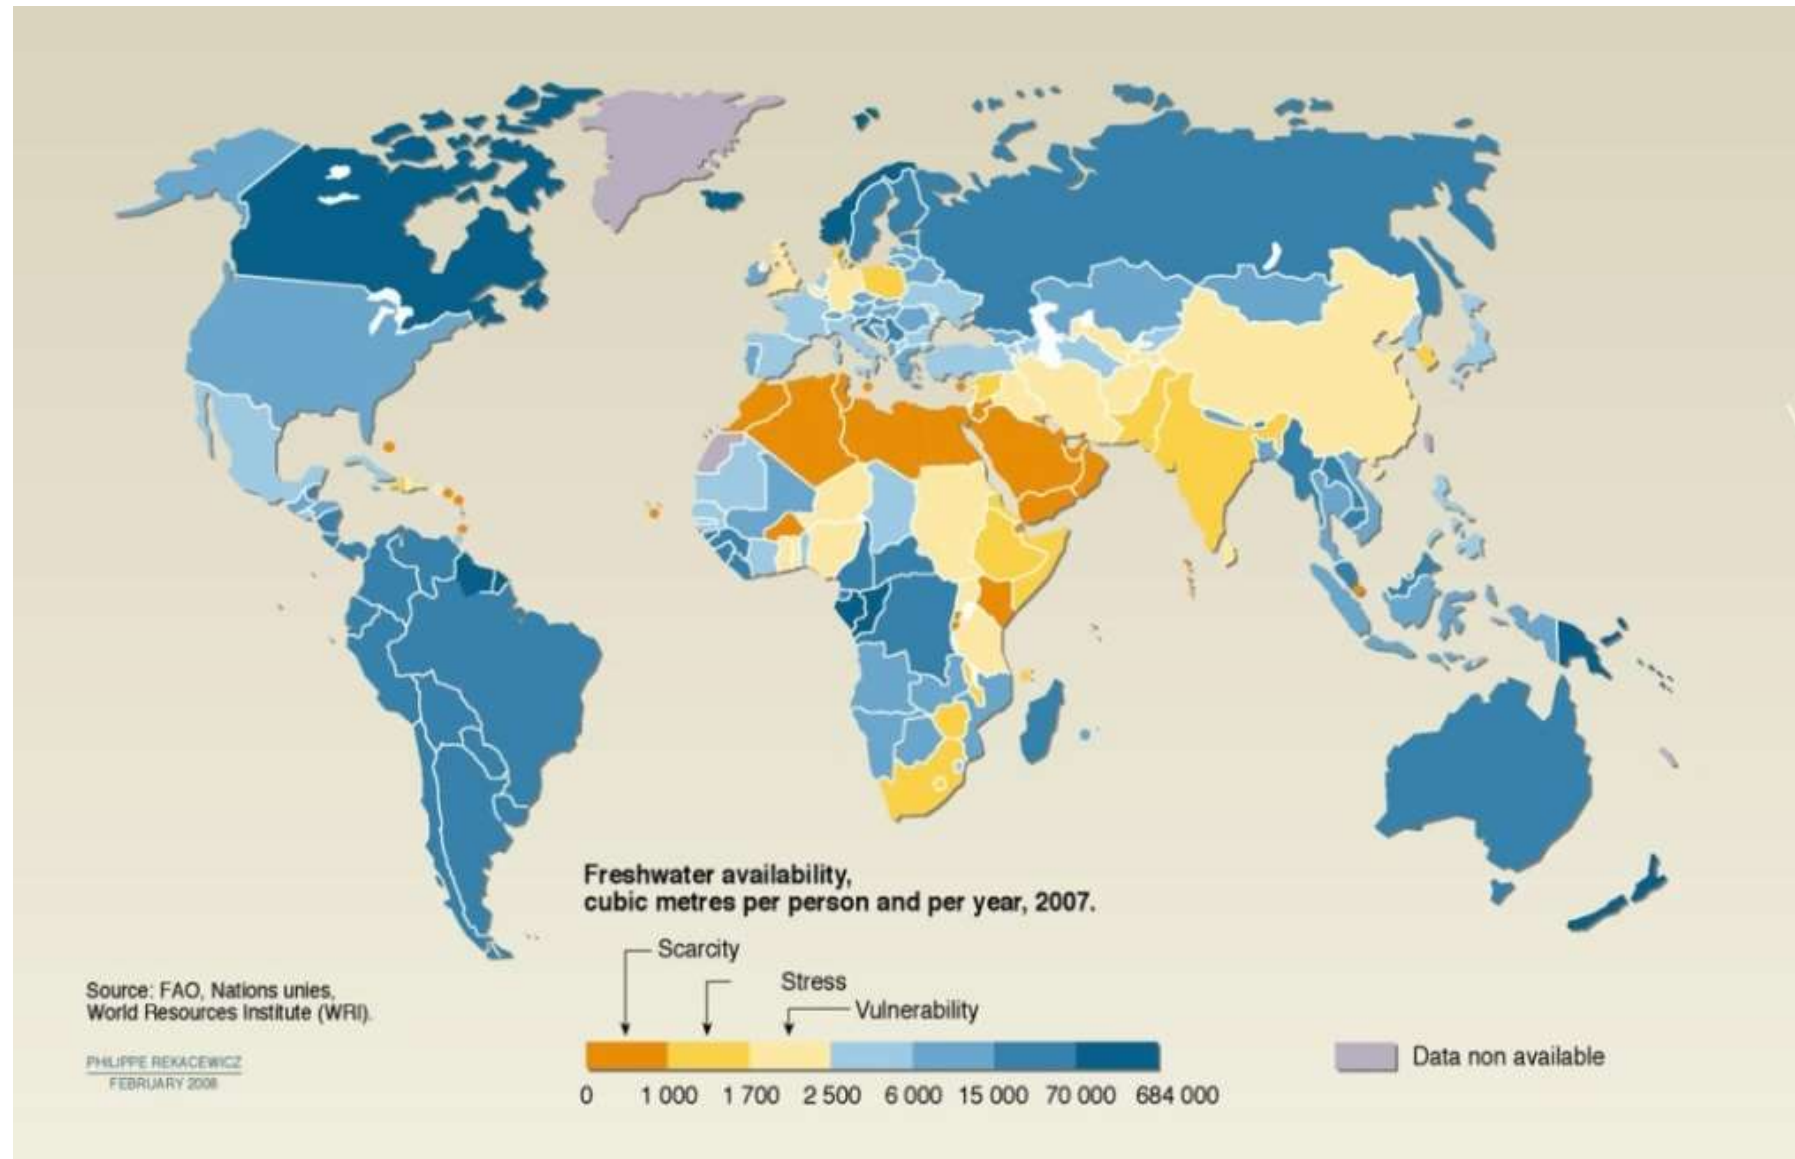 Freshwater availability,
cubic metres per person and per year, 2007.
Scarcity
Stress
Vulnerability
0 1 000 1 700 2 500 6 000 15 000 70 000 684 000
Data non available
Source: FAO, Nations unies,
World Resources Institute (WRI).
PHILIPPE REKACEWICZ
FEBRUARY 2008